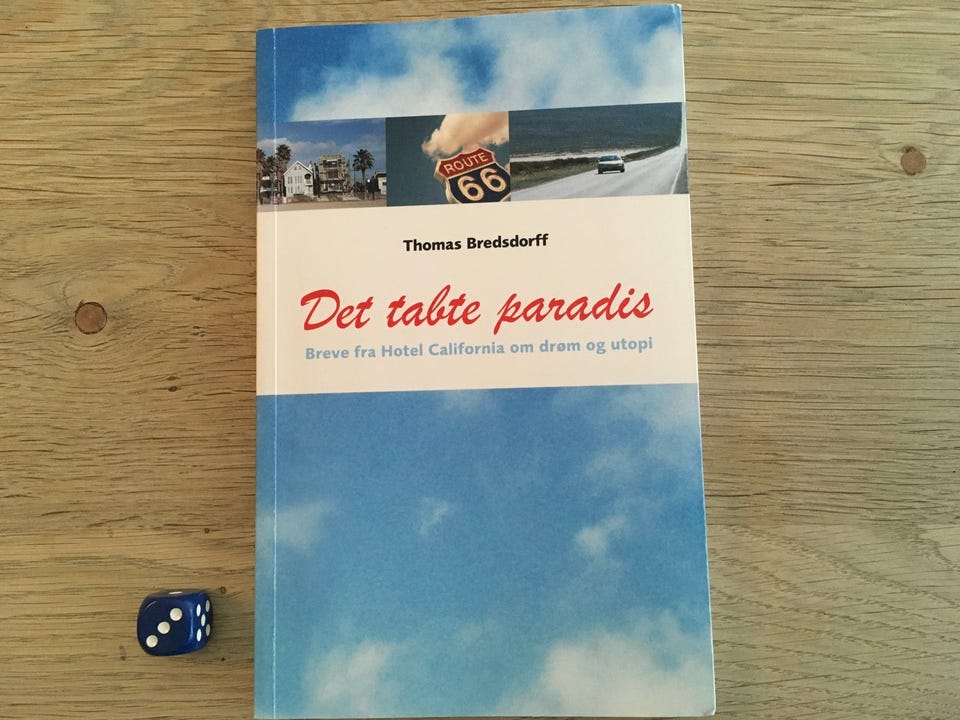 ROUTE
66
Thomas Bredsdorff
Det tabte paradis
Breve fra Hotel California om drøm og utopi